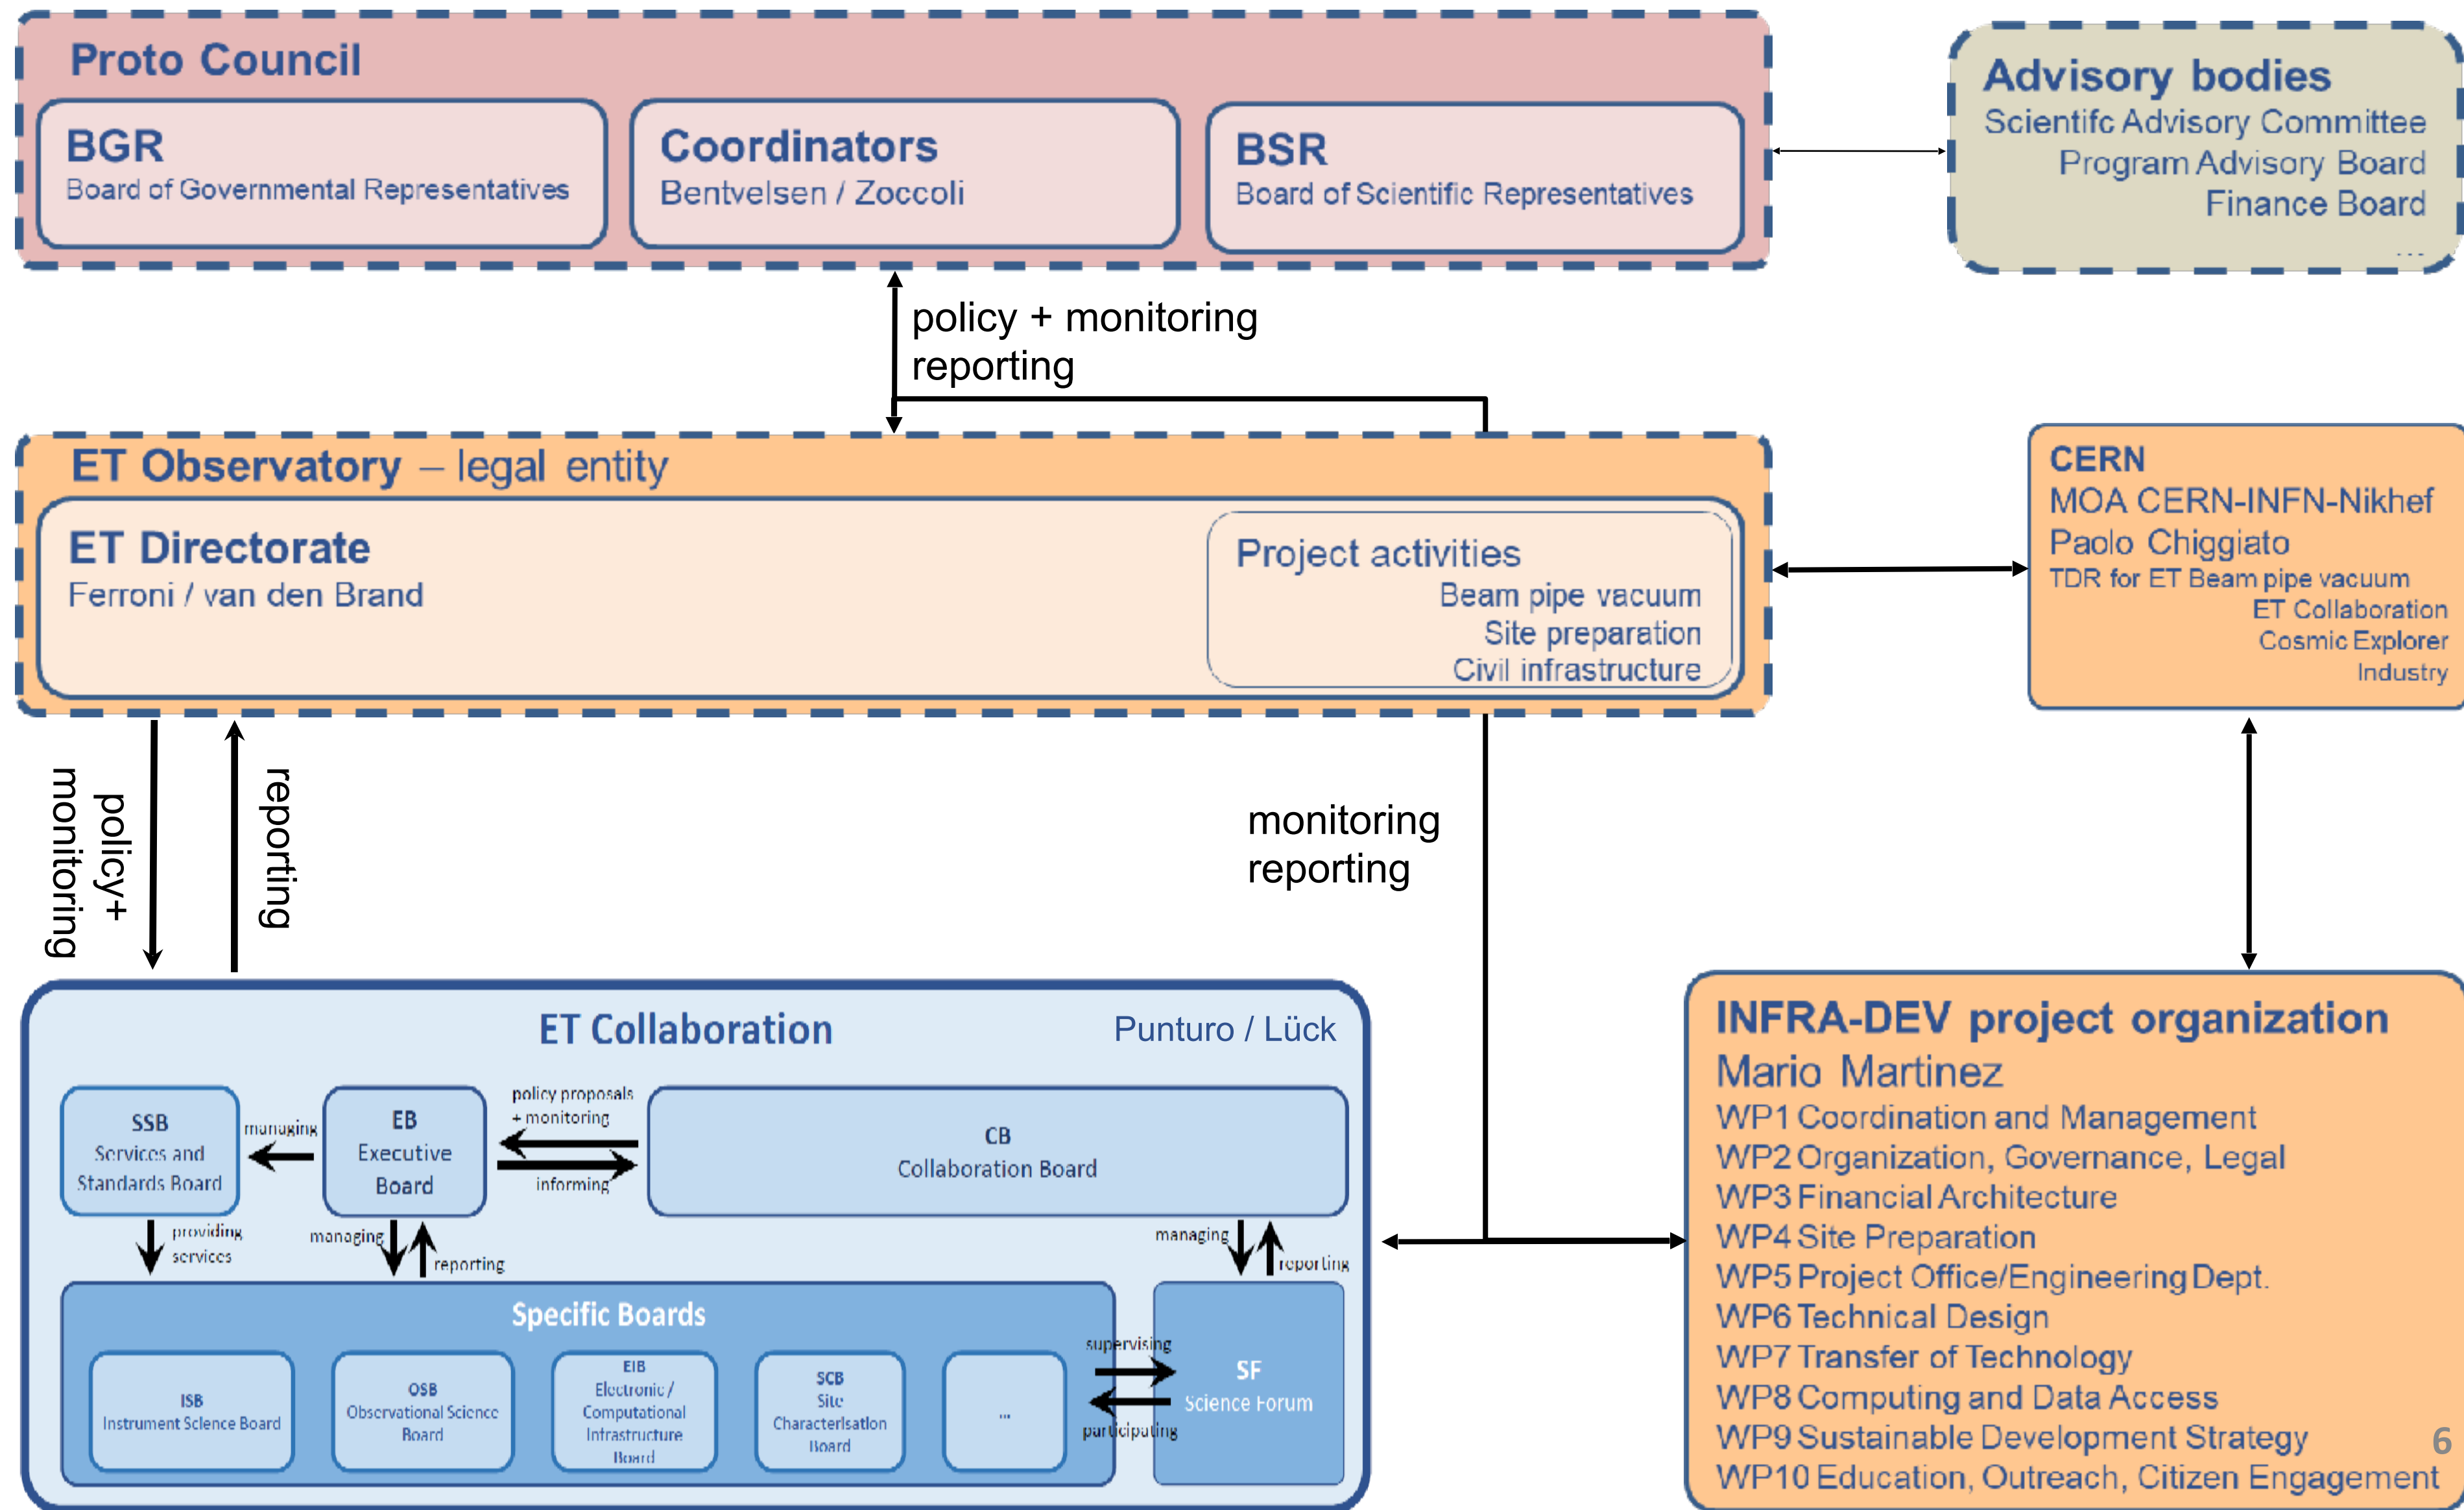 Proto Council
BGR
Board of Governmental Representatives
Coordinators
Bentvelsen / Zoccoli
BSR
Board of Scientific Representatives
Advisory bodies
Scientifc Advisory Committee
Program Advisory Board
Finance Board
...
policy + monitoring
reporting
ET Observatory – legal entity
ET Directorate
Ferroni / van den Brand
Project activities
Beam pipe vacuum
Site preparation
Civil infrastructure
CERN
MOA CERN-INFN-Nikhef
Paolo Chiggiato
TDR for ET Beam pipe vacuum
ET Collaboration
Cosmic Explorer
Industry
policy+
monitoring
reporting
monitoring
reporting
ET Collaboration
Punturo / Lück
SSB
Services and
Standards Board
managing
EB
Executive
Board
policy proposals
+ monitoring
informing
CB
Collaboration Board
providing
services
managing
reporting
managing
reporting
Specific Boards
ISB
Instrument Science Board
OSB
Observational Science
Board
EIB
Electronic /
Computational
Infrastructure
Board
SCB
Site
Characterisation
Board
...
supervising
participating
SF
Science Forum
INFRA-DEV project organization
Mario Martinez
WP1 Coordination and Management
WP2 Organization, Governance, Legal
WP3 Financial Architecture
WP4 Site Preparation
WP5 Project Office/Engineering Dept.
WP6 Technical Design
WP7 Transfer of Technology
WP8 Computing and Data Access
WP9 Sustainable Development Strategy
WP10 Education, Outreach, Citizen Engagement
6